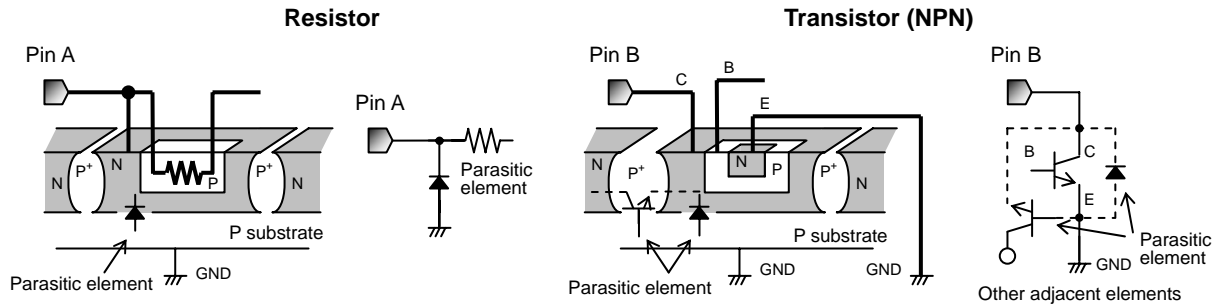 Resistor
Pin A
N
P+
N
P
P+
N
Parasitic element
GND
Pin A
Parasitic
element
Transistor (NPN)
Pin B
C
B
E
N
P+
N
P
P+
N
P substrate
Parasitic element
GND
GND
Pin B
B
C
E
GND
Parasitic
element
Other adjacent elements